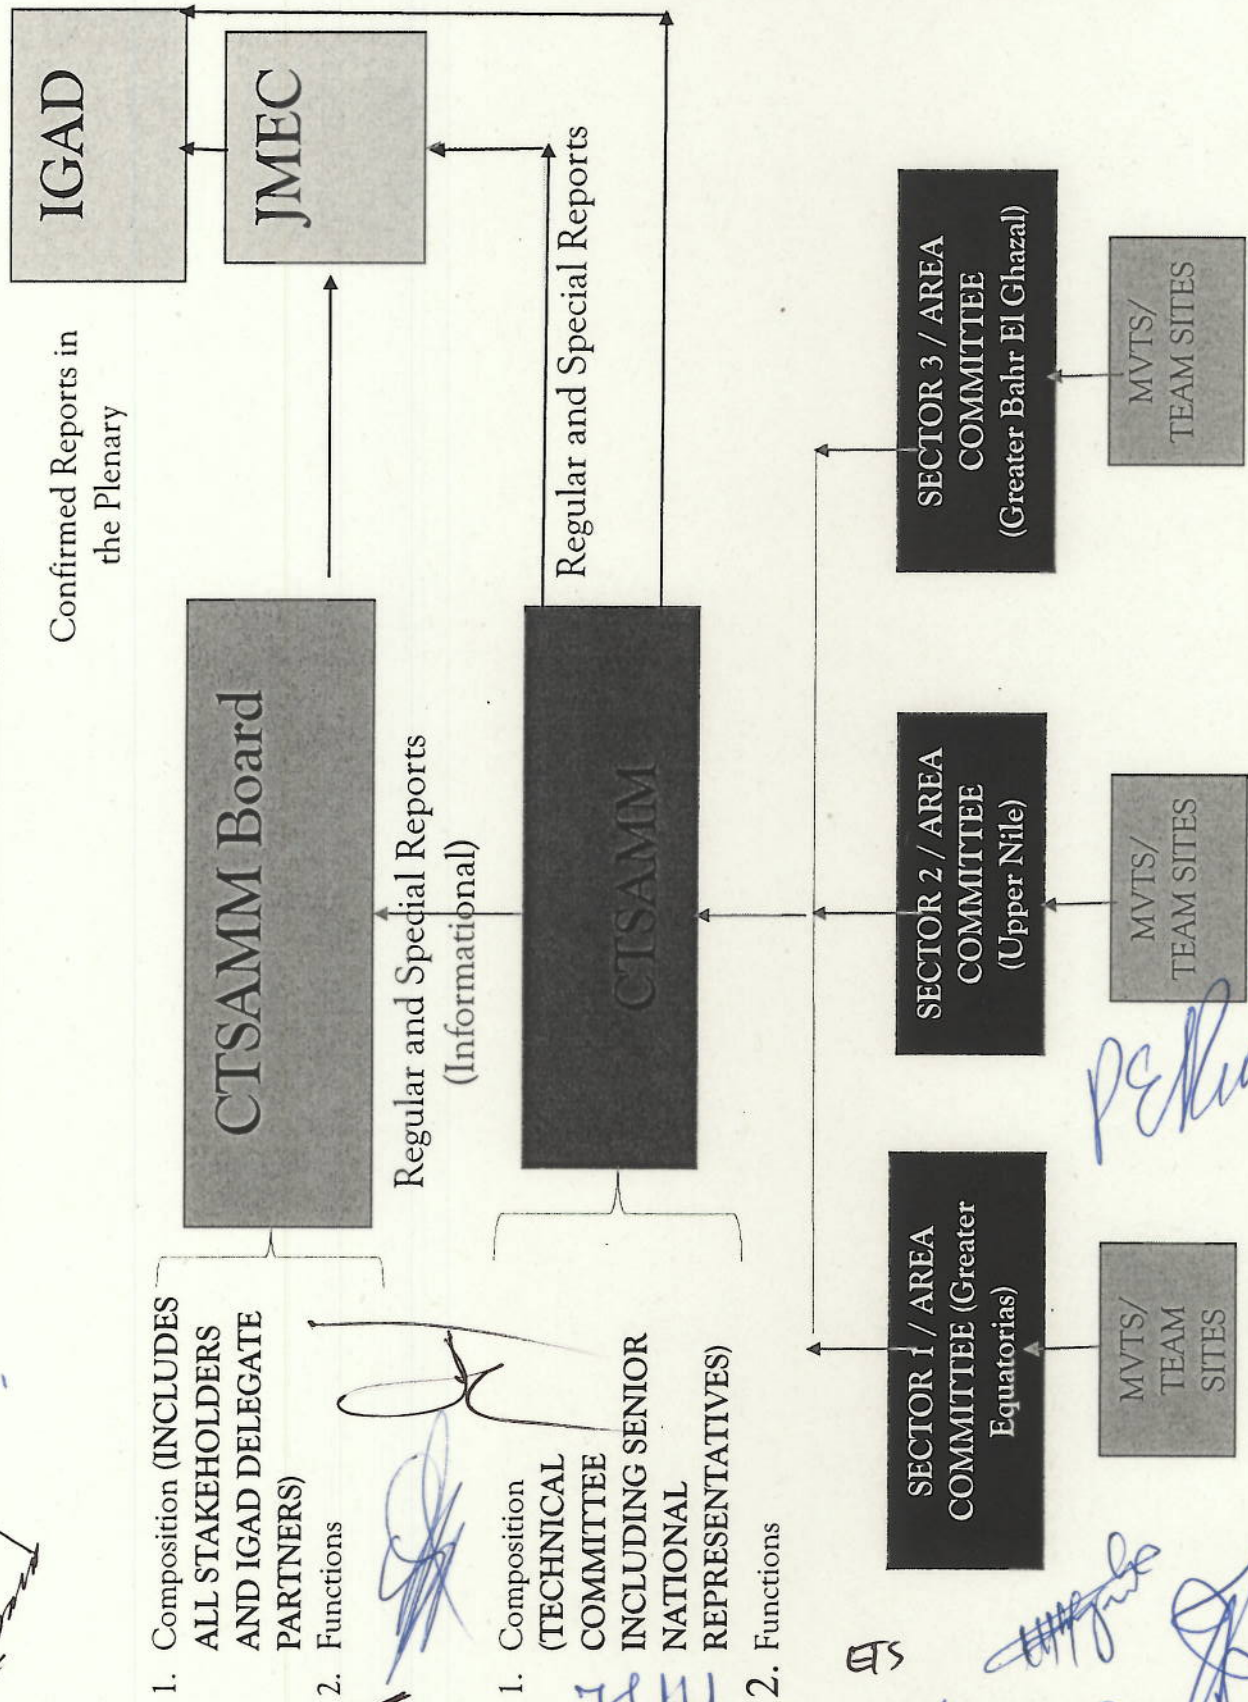 IGAD
JMEC
Confirmed Reports in
the Plenary
1. Composition (INCLUDES
ALL STAKEHOLDERS
AND IGAD DELEGATE
PARTNERS)
2. Functions
CTSAMM Board
Regular and Special Reports
(Informational)
Regular and Special Reports
1. Composition
(TECHNICAL
COMMITTEE
INCLUDING SENIOR
NATIONAL
REPRESENTATIVES)
2. Functions
CTSAMM
ETS
SECTOR 1 / AREA
COMMITTEE (Greater
Equatorias)
SECTOR 2 / AREA
COMMITTEE
(Upper Nile)
SECTOR 3 / AREA
COMMITTEE
(Greater Bahr El Ghazal)
MVTS/
TEAM
SITES
MVTS/
TEAM SITES
MVTS/
TEAM SITES